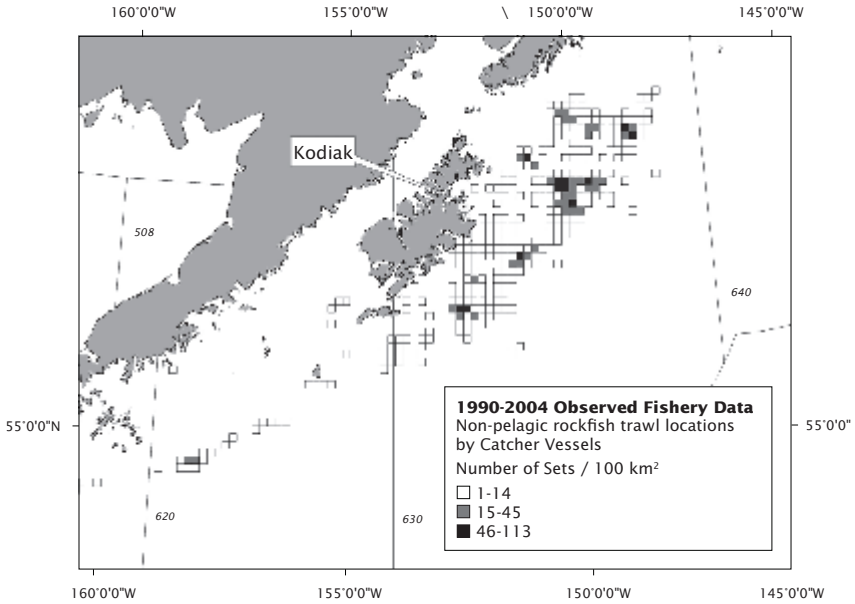 160°0'0"W 155°0'0"W \ 150°0'0"W 145°0'0"W
Kodiak
508
640
1990-2004 Observed Fishery Data
Non-pelagic rockfish trawl locations
by Catcher Vessels
Number of Sets / 100 km²
1-14
15-45
46-113
55°0'0"N 55°0'0"
620 630
160°0'0"W 155°0'0"W 150°0'0"W 145°0'0"W